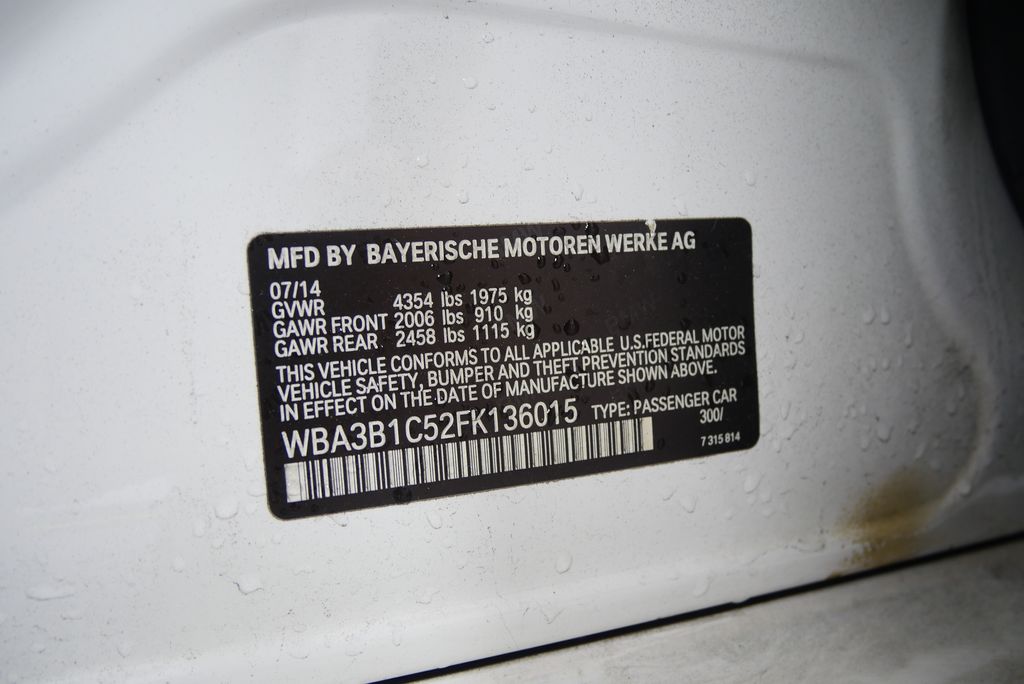 MFD BY BAYERISCHE MOTOREN WERKE AG
07/14
GVWR 4354 lbs 1975 kg
GAWR FRONT 2006 lbs 910 kg
GAWR REAR 2458 lbs 1115 kg
THIS VEHICLE CONFORMS TO ALL APPLICABLE U.S.FEDERAL MOTOR
VEHICLE SAFETY, BUMPER AND THEFT PREVENTION STANDARDS
IN EFFECT ON THE DATE OF MANUFACTURE SHOWN ABOVE.
WBA3B1C52FK136015 TYPE: PASSENGER CAR
300/
7 315 814